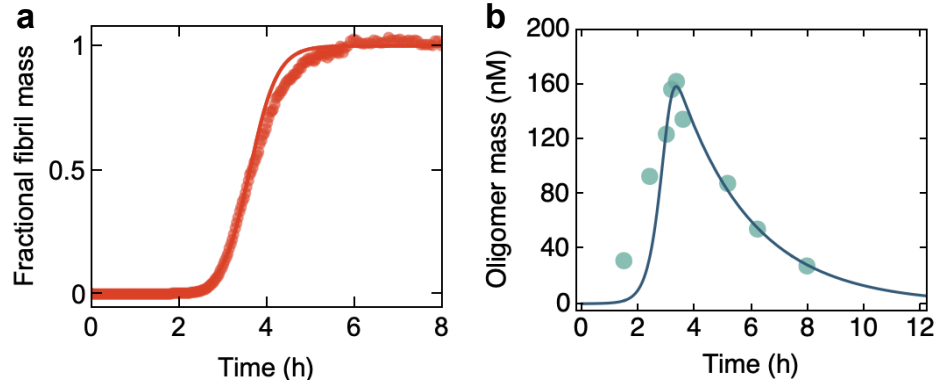 a
Fractional fibril mass
1
0.5
0
0 2 4 6 8
Time (h)
b
Oligomer mass (nM)
200
160
120
80
40
0
0 2 4 6 8 10 12
Time (h)